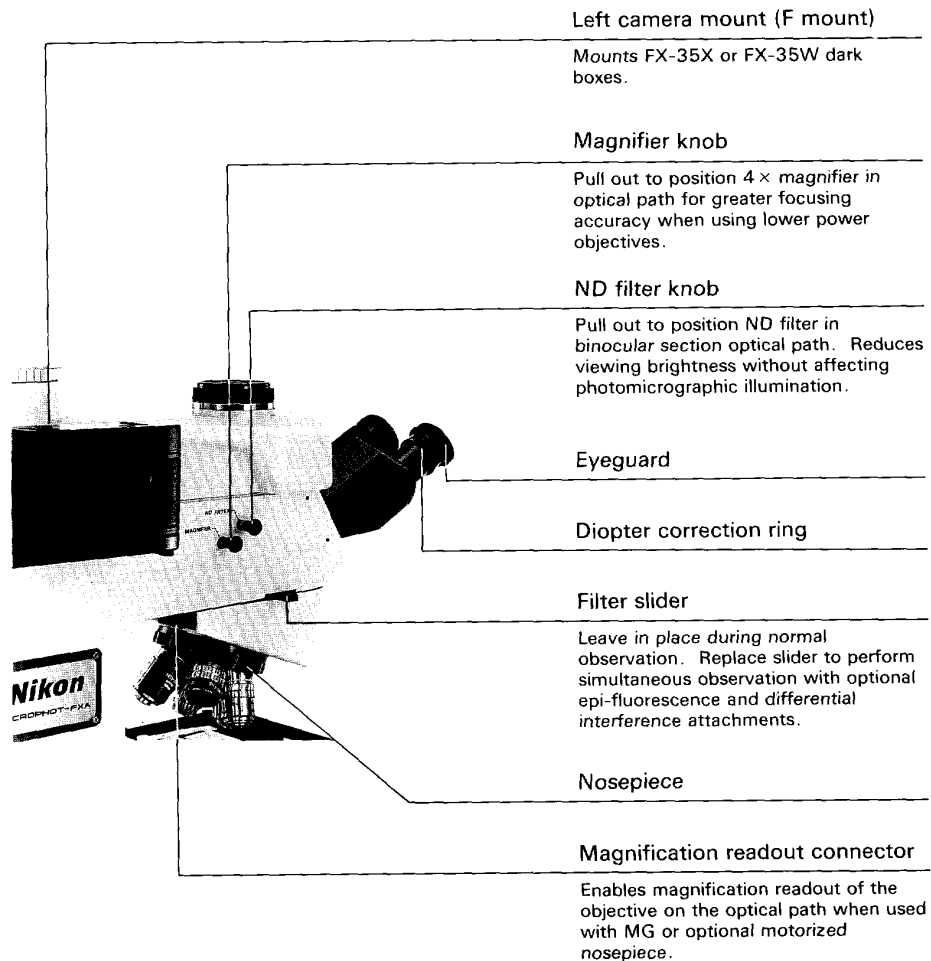 Left camera mount (F mount)
Mounts FX-35X or FX-35W dark
boxes.
Magnifier knob
Pull out to position 4× magnifier in
optical path for greater focusing
accuracy when using lower power
objectives.
ND filter knob
Pull out to position ND filter in
binocular section optical path. Reduces
viewing brightness without affecting
photomicrographic illumination.
Eyeguard
Diopter correction ring
Filter slider
Leave in place during normal
observation. Replace slider to perform
simultaneous observation with optional
epi-fluorescence and differential
interference attachments.
Nosepiece
Magnification readout connector
Enables magnification readout of the
objective on the optical path when used
with MG or optional motorized
nosepiece.
ND FILTER
MAGNIFIER
Nikon
CROPHOT-FXA